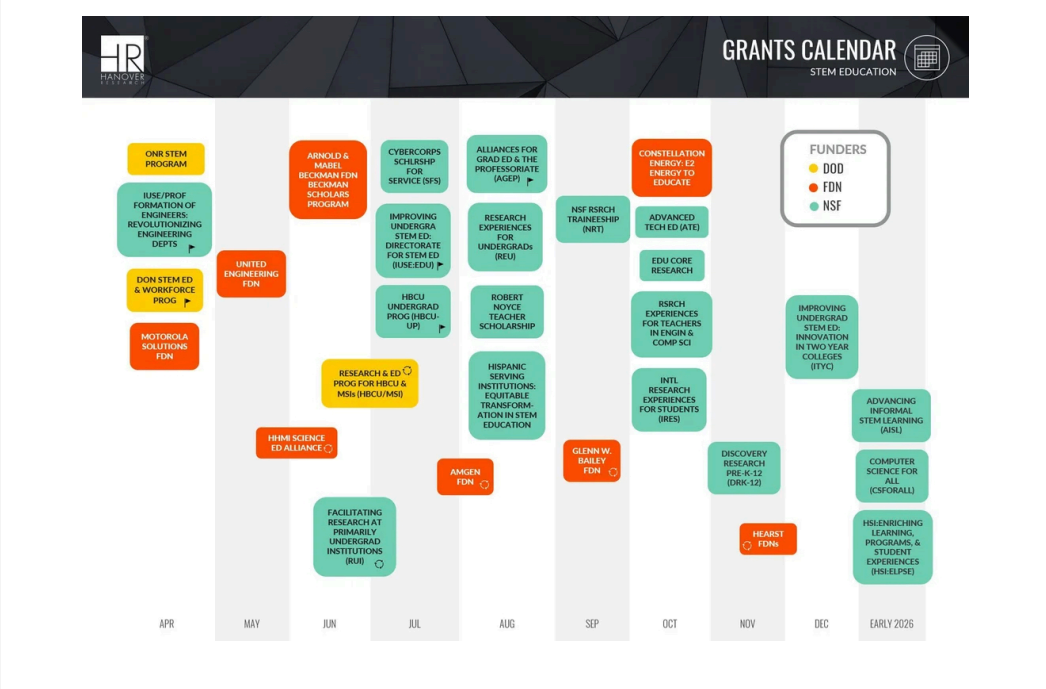 HR
HANOVER
RESEARCH
GRANTS CALENDAR
STEM EDUCATION
FUNDERS
DOD
FDN
NSF
ONR STEM
PROGRAM
IUSE/PROF
FORMATION OF
ENGINEERS:
REVOLUTIONIZING
ENGINEERING
DEPTS
DON STEM ED
& WORKFORCE
PROG
MOTOROLA
SOLUTIONS
FDN
UNITED
ENGINEERING
FDN
HHMI SCIENCE
ED ALLIANCE
ARNOLD &
MABEL
BECKMAN FDN
BECKMAN
SCHOLARS
PROGRAM
RESEARCH & ED
PROG FOR HBCU &
MSIs (HBCU/MSI)
FACILITATING
RESEARCH AT
PRIMARILY
UNDERGRAD
INSTITUTIONS
(RUI)
CYBERCORPS
SCHLRSHP
FOR
SERVICE (SFS)
IMPROVING
UNDERGRA
STEM ED:
DIRECTORATE
FOR STEM ED
(IUSE:EDU)
HBCU
UNDERGRAD
PROG (HBCU-
UP)
AMGEN
FDN
ALLIANCES FOR
GRAD ED & THE
PROFESSORIATE
(AGEP)
RESEARCH
EXPERIENCES
FOR
UNDERGRADs
(REU)
ROBERT
NOYCE
TEACHER
SCHOLARSHIP
HISPANIC
SERVING
INSTITUTIONS:
EQUITABLE
TRANSFORM-
ATION IN STEM
EDUCATION
NSF RSRCH
TRAINEESHIP
(NRT)
GLENN W.
BAILEY
FDN
CONSTELLATION
ENERGY: E2
ENERGY TO
EDUCATE
ADVANCED
TECH ED (ATE)
EDU CORE
RESEARCH
RSRCH
EXPERIENCES
FOR TEACHERS
IN ENGIN &
COMP SCI
INTL
RESEARCH
EXPERIENCES
FOR STUDENTS
(IRES)
DISCOVERY
RESEARCH
PRE-K-12
(DRK-12)
HEARST
FDNs
IMPROVING
UNDERGRAD
STEM ED:
INNOVATION
IN TWO YEAR
COLLEGES
(ITYC)
ADVANCING
INFORMAL
STEM LEARNING
(AISL)
COMPUTER
SCIENCE FOR
ALL
(CSFORALL)
HSI:ENRICHING
LEARNING,
PROGRAMS, &
STUDENT
EXPERIENCES
(HSI:ELPSE)
APR
MAY
JUN
JUL
AUG
SEP
OCT
NOV
DEC
EARLY 2026